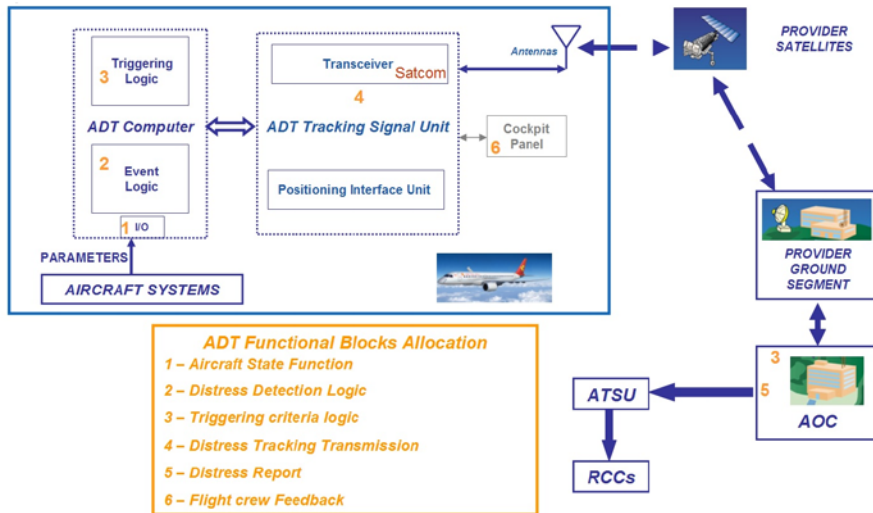 3
Triggering
Logic
ADT Computer
2
Event
Logic
1
I/O
PARAMETERS
AIRCRAFT SYSTEMS
Transceiver
Satcom
4
ADT Tracking Signal Unit
Positioning Interface Unit
Antennas
6
Cockpit
Panel
PROVIDER
SATELLITES
PROVIDER
GROUND
SEGMENT
3
5
AOC
ATSU
RCCs
ADT Functional Blocks Allocation
1 – Aircraft State Function
2 – Distress Detection Logic
3 – Triggering criteria logic
4 – Distress Tracking Transmission
5 – Distress Report
6 – Flight crew Feedback